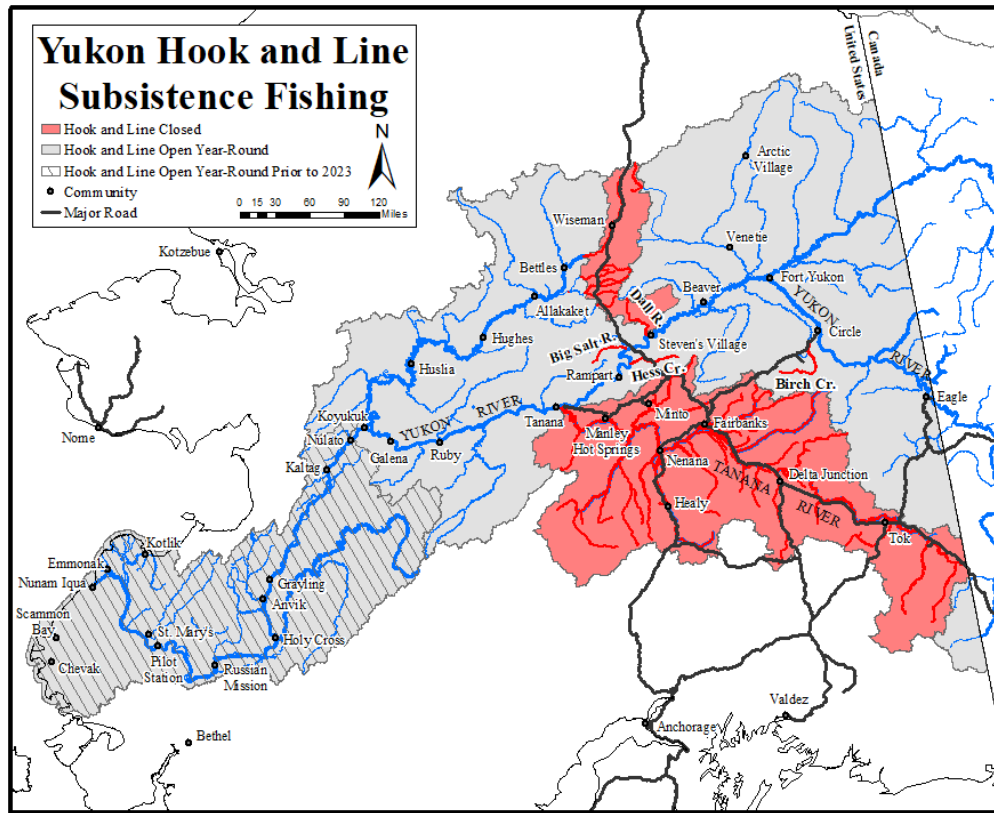 Yukon Hook and Line
Subsistence Fishing
Hook and Line Closed
Hook and Line Open Year-Round
Hook and Line Open Year-Round Prior to 2023
Community
Major Road
N
0 15 30 60 90 120
Miles
Canada
United States
Arctic
Village
Wiseman
Kotzebue
Venetie
Bettles
Fort Yukon
Beaver
Dall R.
Allakaket
YUKON
Circle
Steven's Village
Hughes
Big Salt R.
Huslia
Rampart
Hess Cr.
Birch Cr.
RIVER
Eagle
Koyukuk
YUKON
RIVER
Tanana
Minto
Nome
Nulato
Manley
Hot Springs
Fairbanks
Galena
Ruby
Kaltag
Nenana
TANANA
Delta Junction
RIVER
Healy
Tok
Kotlik
Emmonak
Nunam Iqua
Grayling
Anvik
Scammon
Bay
St. Mary's
Holy Cross
Pilot
Station
Chevak
Russian
Mission
Valdez
Anchorage
Bethel